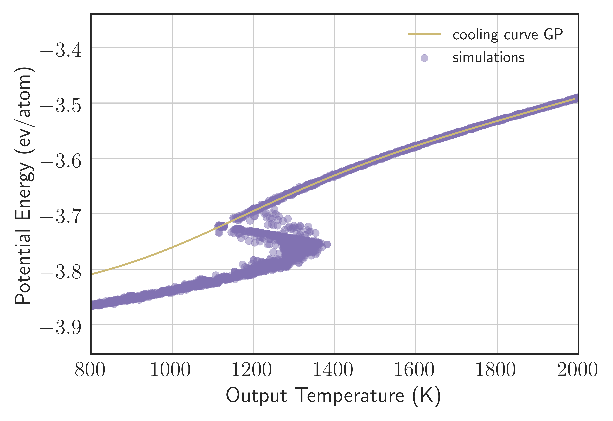 cooling curve GP
simulations
−3.4
−3.5
−3.6
−3.7
−3.8
−3.9
Potential Energy (ev/atom)
800 1000 1200 1400 1600 1800 2000
Output Temperature (K)